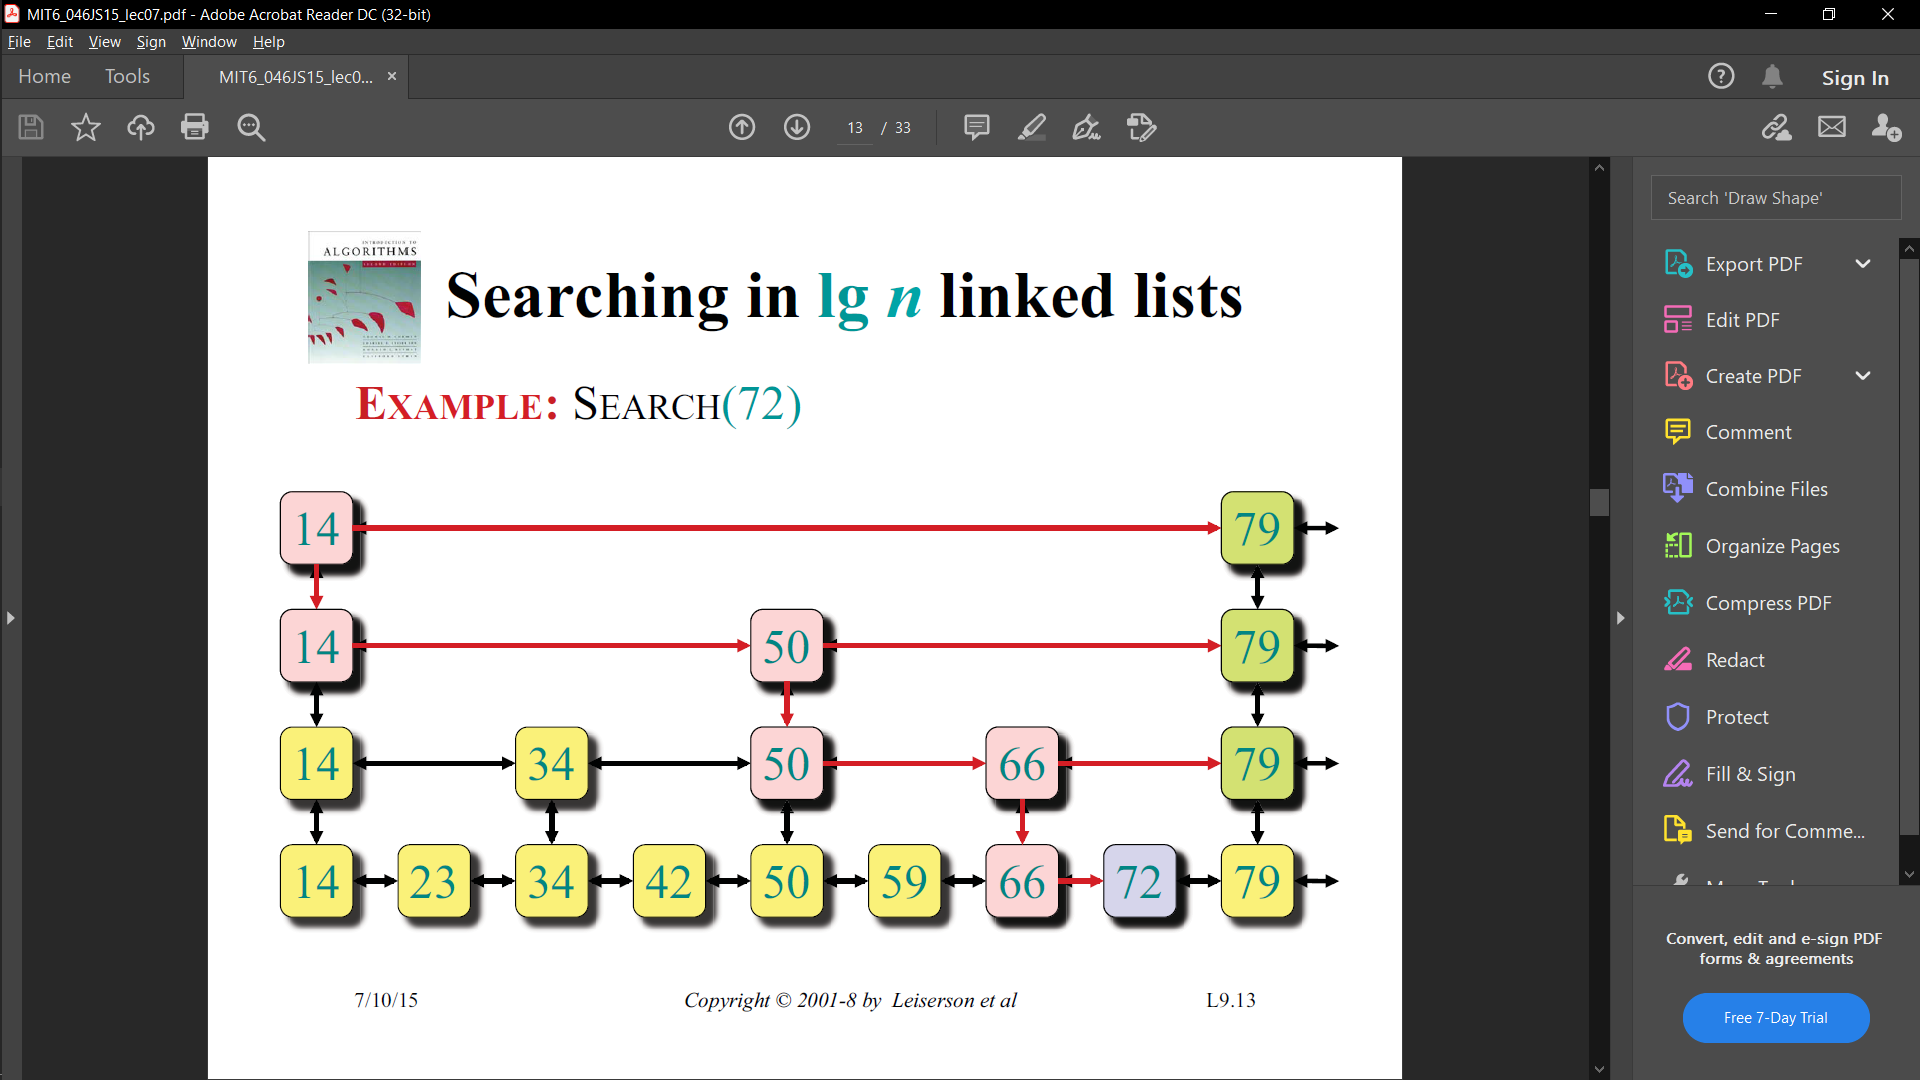 MIT6_046JS15_lec07.pdf - Adobe Acrobat Reader DC (32-bit)
File Edit View Sign Window Help
Home Tools MIT6_046JS15_lec0... ×
? Sign In
13 / 33
Search 'Draw Shape'
INTRODUCTION TO
ALGORITHMS
Searching in lg n linked lists
EXAMPLE: SEARCH(72)
14 79
14 50 79
14 34 50 66 79
14 23 34 42 50 59 66 72 79
7/10/15 Copyright © 2001-8 by Leiserson et al L9.13
Export PDF
Edit PDF
Create PDF
Comment
Combine Files
Organize Pages
Compress PDF
Redact
Protect
Fill & Sign
Send for Comme...
Convert, edit and e-sign PDF
forms & agreements
Free 7-Day Trial